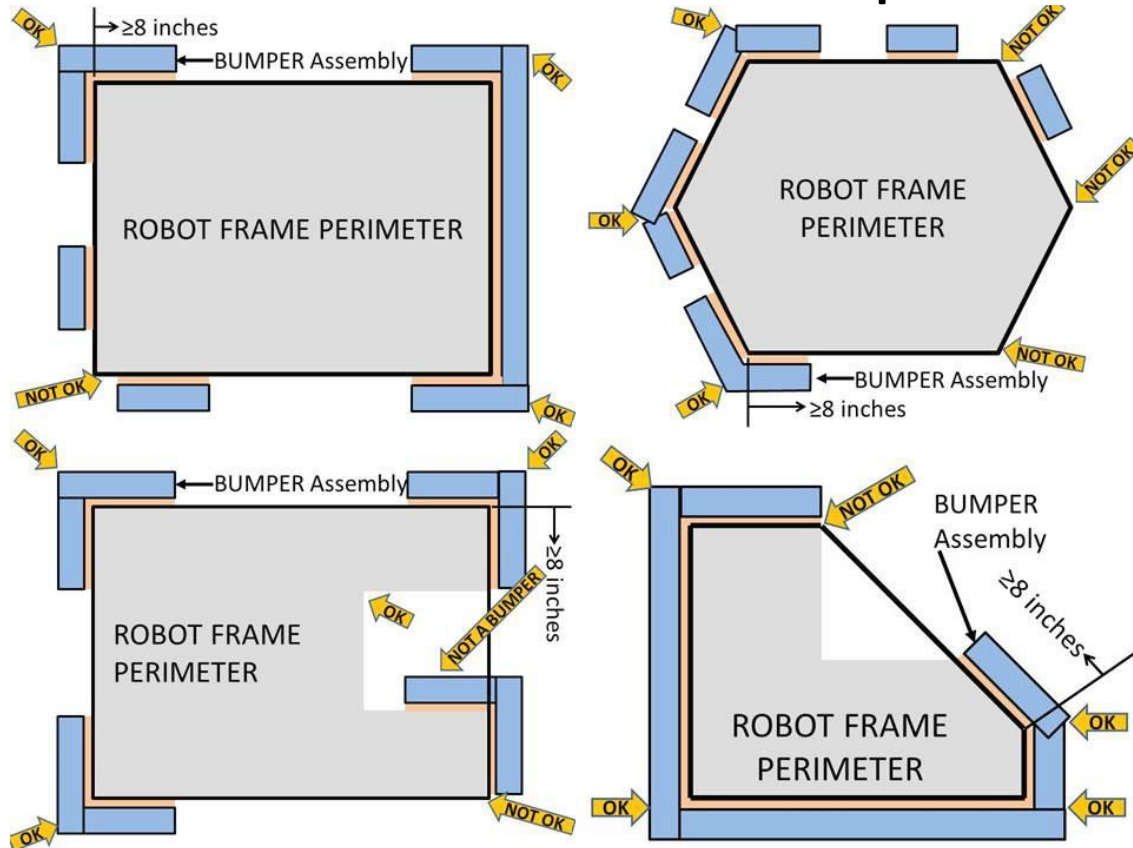 OK
≥8 inches
BUMPER Assembly
OK
ROBOT FRAME PERIMETER
NOT OK
OK
OK
NOT OK
ROBOT FRAME
PERIMETER
NOT OK
OK
NOT OK
BUMPER Assembly
OK
≥8 inches
OK
OK
BUMPER Assembly
≥8 inches
OK
NOT A BUMPER
ROBOT FRAME
PERIMETER
OK
NOT OK
OK
NOT OK
BUMPER
Assembly
≥8 inches
OK
ROBOT FRAME
PERIMETER
OK
OK